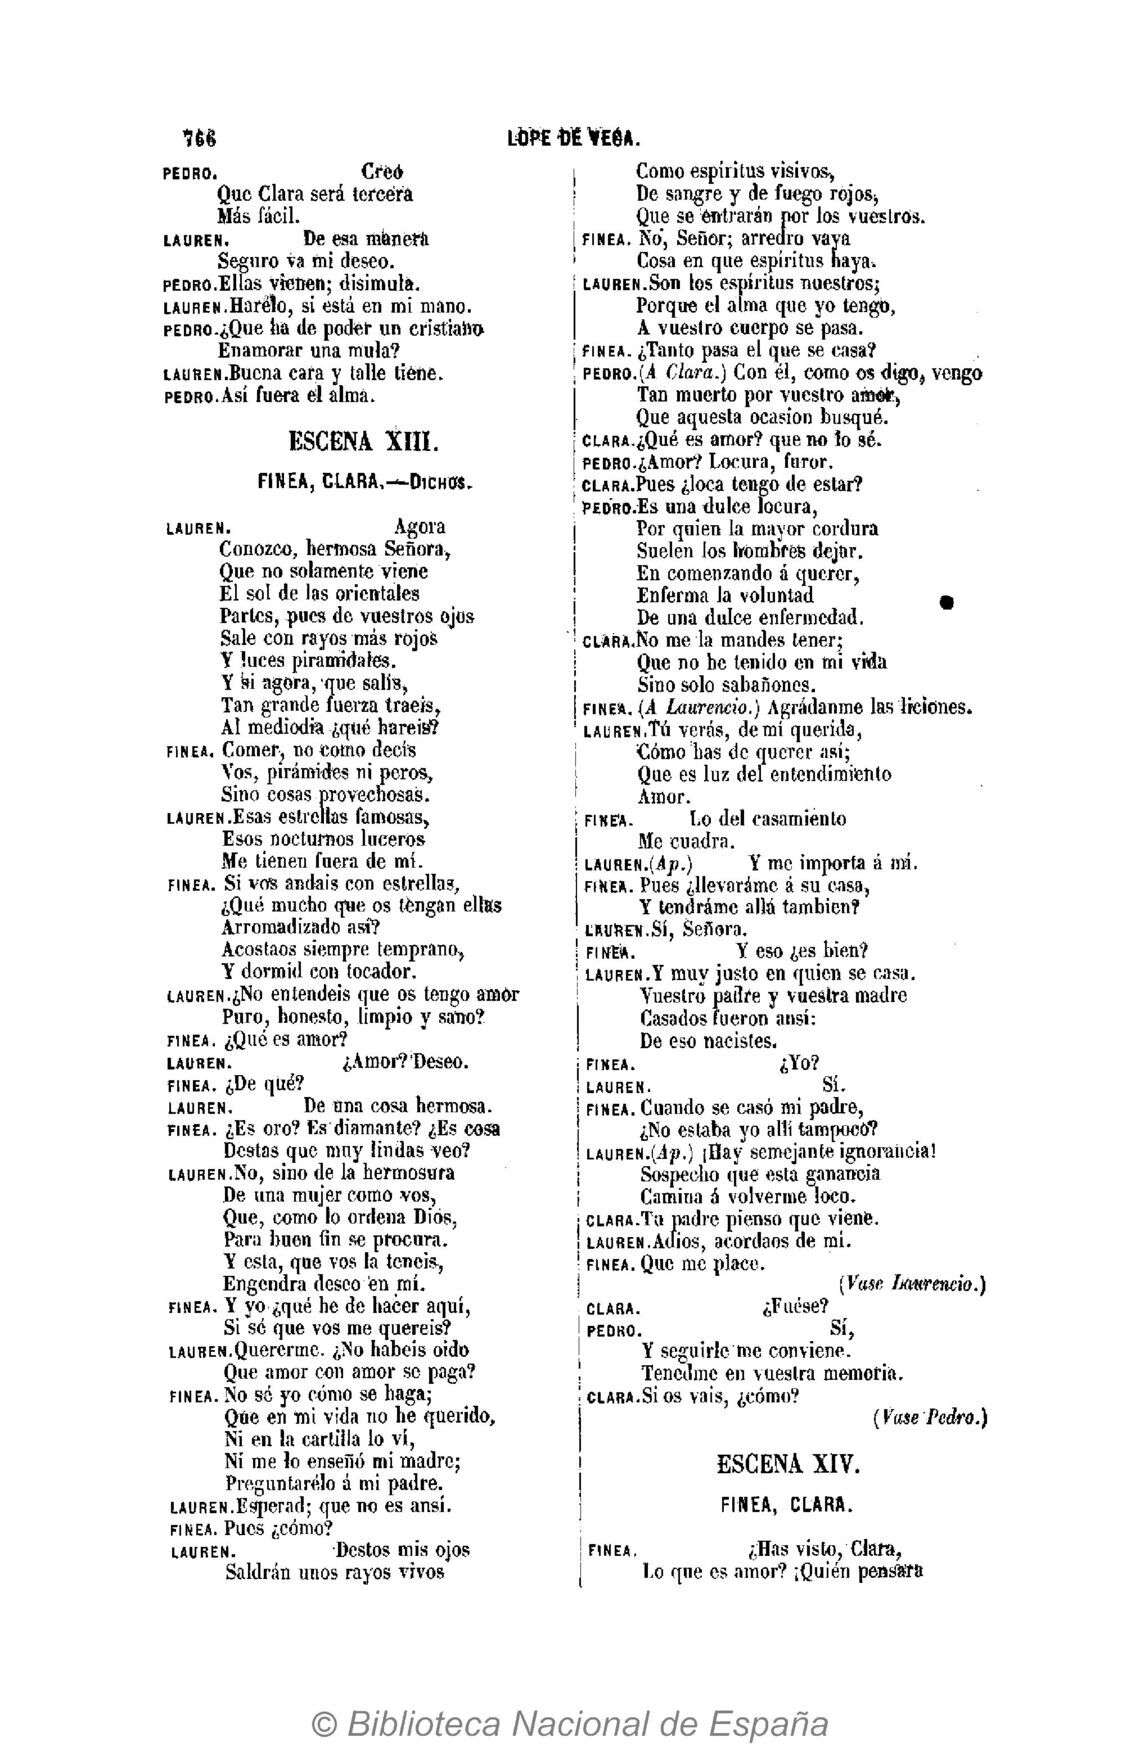 766
LOPE DE VEGA.
PEDRO. Creo
Que Clara será tercera
Más fácil.
LAUREN. De esa manera
Seguro va mi deseo.
PEDRO. Ellas vienen; disimula.
LAUREN. Harélo, si está en mi mano.
PEDRO. ¿Que ha de poder un cristiano
Enamorar una mula?
LAUREN. Buena cara y talle tiene.
PEDRO. Así fuera el alma.
ESCENA XIII.
FINEA, CLARA.—DICHOS.
LAUREN. Agora
Conozco, hermosa Señora,
Que no solamente viene
El sol de las orientales
Partes, pues de vuestros ojos
Sale con rayos más rojos
Y luces piramidales.
Y si agora, que salís,
Tan grande fuerza traeis,
Al mediodia ¿qué hareis?
FINEA. Comer, no como decís
Vos, pirámides ni peros,
Sino cosas provechosas.
LAUREN. Esas estrellas famosas,
Esos nocturnos luceros
Me tienen fuera de mí.
FINEA. Si vos andais con estrellas,
¿Qué mucho que os tengan ellas
Arromadizado así?
Acostaos siempre temprano,
Y dormid con tocador.
LAUREN. ¿No entendeis que os tengo amor
Puro, honesto, limpio y sano?
FINEA. ¿Qué es amor?
LAUREN. ¿Amor? Deseo.
FINEA. ¿De qué?
LAUREN. De una cosa hermosa.
FINEA. ¿Es oro? Es diamante? ¿Es cosa
Destas que muy lindas veo?
LAUREN. No, sino de la hermosura
De una mujer como vos,
Que, como lo ordena Dios,
Para buen fin se procura.
Y esta, que vos la teneis,
Engendra deseo en mí.
FINEA. Y yo ¿qué he de hacer aquí,
Si sé que vos me quereis?
LAUREN. Quererme. ¿No habeis oido
Que amor con amor se paga?
FINEA. No sé yo cómo se haga;
Que en mi vida no he querido,
Ni en la cartilla lo ví,
Ni me lo enseñó mi madre;
Preguntarélo á mi padre.
LAUREN. Esperad; que no es ansí.
FINEA. Pues ¿cómo?
LAUREN. Destos mis ojos
Saldrán unos rayos vivos
Como espíritus visivos,
De sangre y de fuego rojos,
Que se entrarán por los vuestros.
FINEA. No, Señor; arredro vaya
Cosa en que espíritus haya.
LAUREN. Son los espíritus nuestros;
Porque el alma que yo tengo,
A vuestro cuerpo se pasa.
FINEA. ¿Tanto pasa el que se casa?
PEDRO. (A Clara.) Con él, como os digo, vengo
Tan muerto por vuestro amor,
Que aquesta ocasion busqué.
CLARA. ¿Qué es amor? que no lo sé.
PEDRO. ¿Amor? Locura, furor.
CLARA. Pues ¿loca tengo de estar?
PEDRO. Es una dulce locura,
Por quien la mayor cordura
Suelen los hombres dejar.
En comenzando á querer,
Enferma la voluntad
De una dulce enfermedad.
CLARA. No me la mandes tener;
Que no he tenido en mi vida
Sino solo sabañones.
FINEA. (A Laurencio.) Agrádanme las liciones.
LAUREN. Tú verás, de mí querida,
Cómo has de querer así;
Que es luz del entendimiento
Amor.
FINEA. Lo del casamiento
Me cuadra.
LAUREN. (Ap.) Y me importa á mí.
FINEA. Pues ¿llevaráme á su casa,
Y tendráme allá tambien?
LAUREN. Sí, Señora.
FINEA. Y eso ¿es bien?
LAUREN. Y muy justo en quien se casa.
Vuestro padre y vuestra madre
Casados fueron ansí:
De eso nacistes.
FINEA. ¿Yo?
LAUREN. Sí.
FINEA. Cuando se casó mi padre,
¿No estaba yo allí tampoco?
LAUREN. (Ap.) ¡Hay semejante ignorancia!
Sospecho que esta ganancia
Camina á volverme loco.
CLARA. Tu padre pienso que viene.
LAUREN. Adios, acordaos de mí.
FINEA. Que me place.
(Vase Laurencio.)
CLARA. ¿Fuése?
PEDRO. Sí,
Y seguirle me conviene.
Tenedme en vuestra memoria.
CLARA. Si os vais, ¿cómo?
(Vase Pedro.)
ESCENA XIV.
FINEA, CLARA.
FINEA. ¿Has visto, Clara,
Lo que es amor? ¡Quién pensara
© Biblioteca Nacional de España